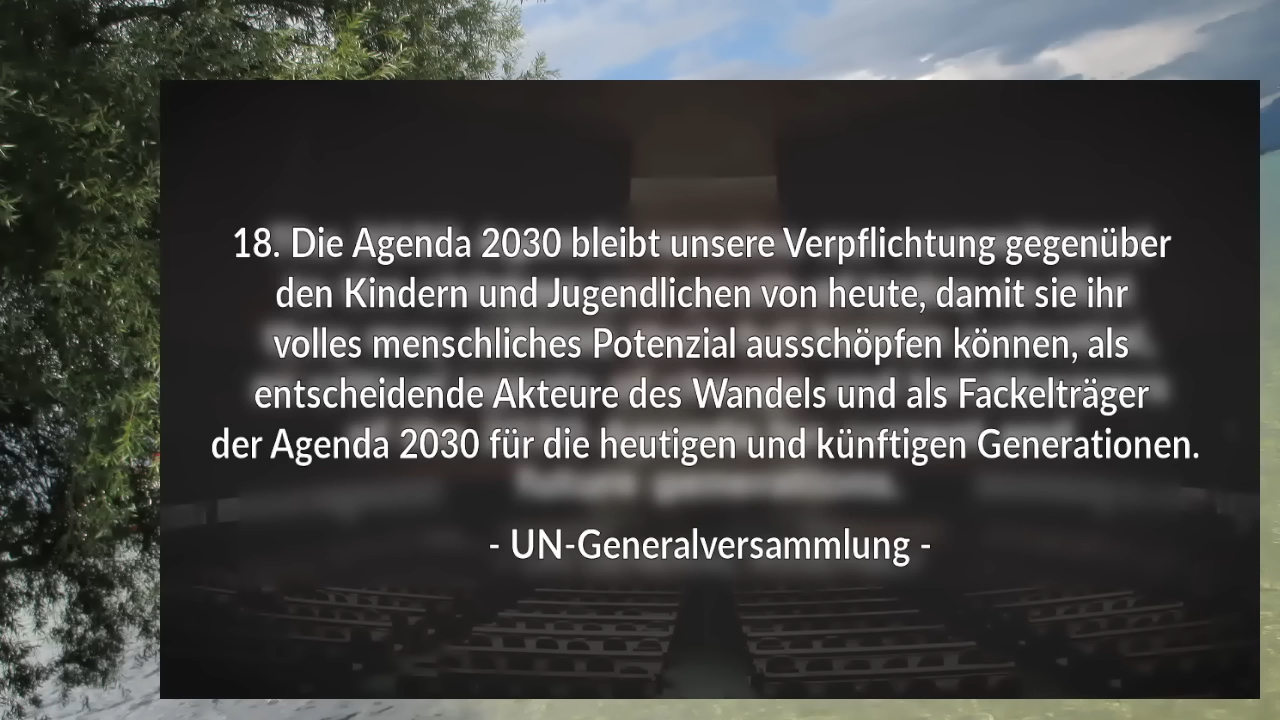 18. Die Agenda 2030 bleibt unsere Verpflichtung gegenüber
den Kindern und Jugendlichen von heute, damit sie ihr
volles menschliches Potenzial ausschöpfen können, als
entscheidende Akteure des Wandels und als Fackelträger
der Agenda 2030 für die heutigen und künftigen Generationen.
future generations.
- UN-Generalversammlung -